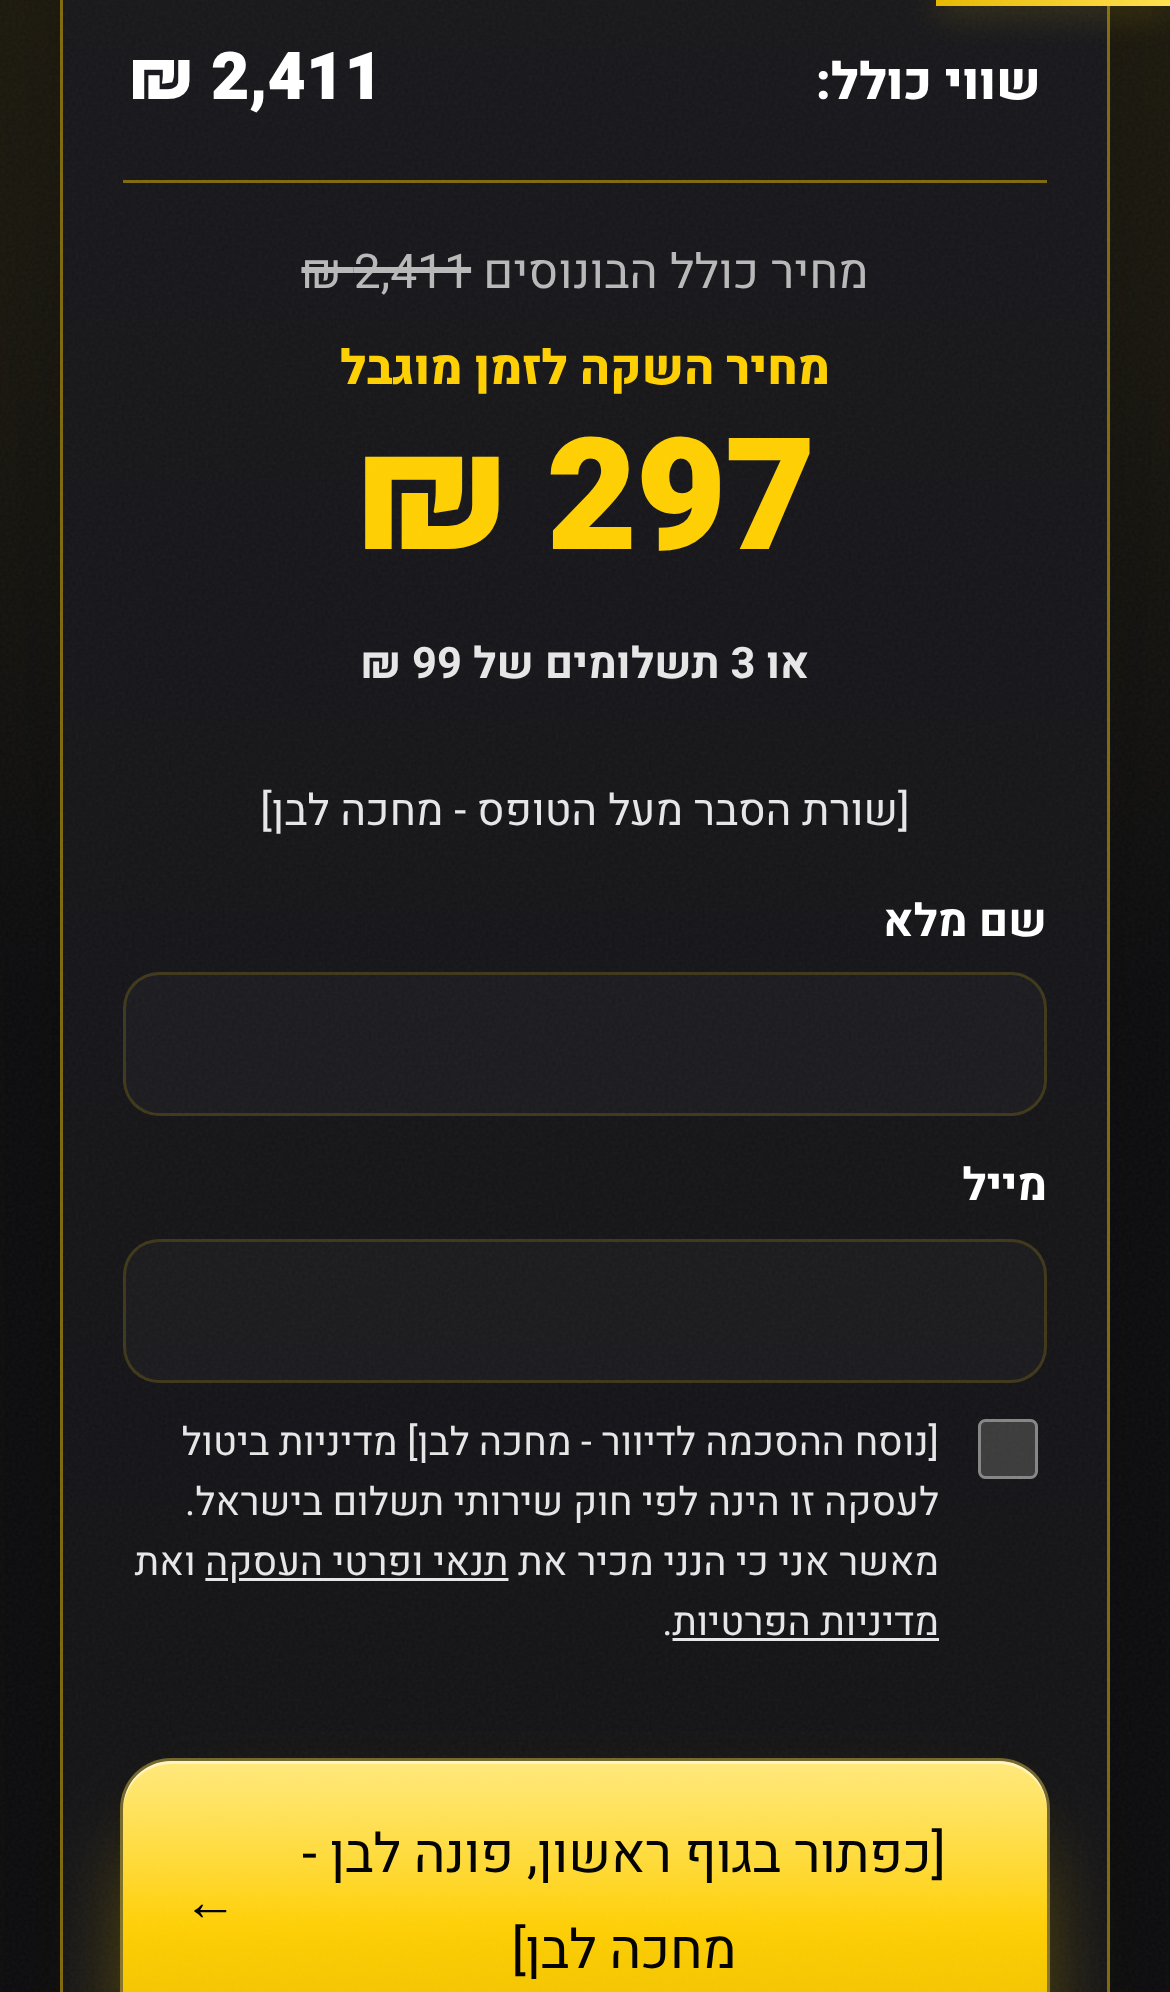 שווי כולל: 2,411 ₪
מחיר כולל הבונוסים 2,411 ₪
מחיר השקה לזמן מוגבל
297 ₪
או 3 תשלומים של 99 ₪
[שורת הסבר מעל הטופס - מחכה לבן]
שם מלא
מייל
[נוסח ההסכמה לדיוור - מחכה לבן] מדיניות ביטול
לעסקה זו הינה לפי חוק שירותי תשלום בישראל.
מאשר אני כי הנני מכיר את תנאי ופרטי העסקה ואת
מדיניות הפרטיות.
[כפתור בגוף ראשון, פונה לבן -
מחכה לבן]
←